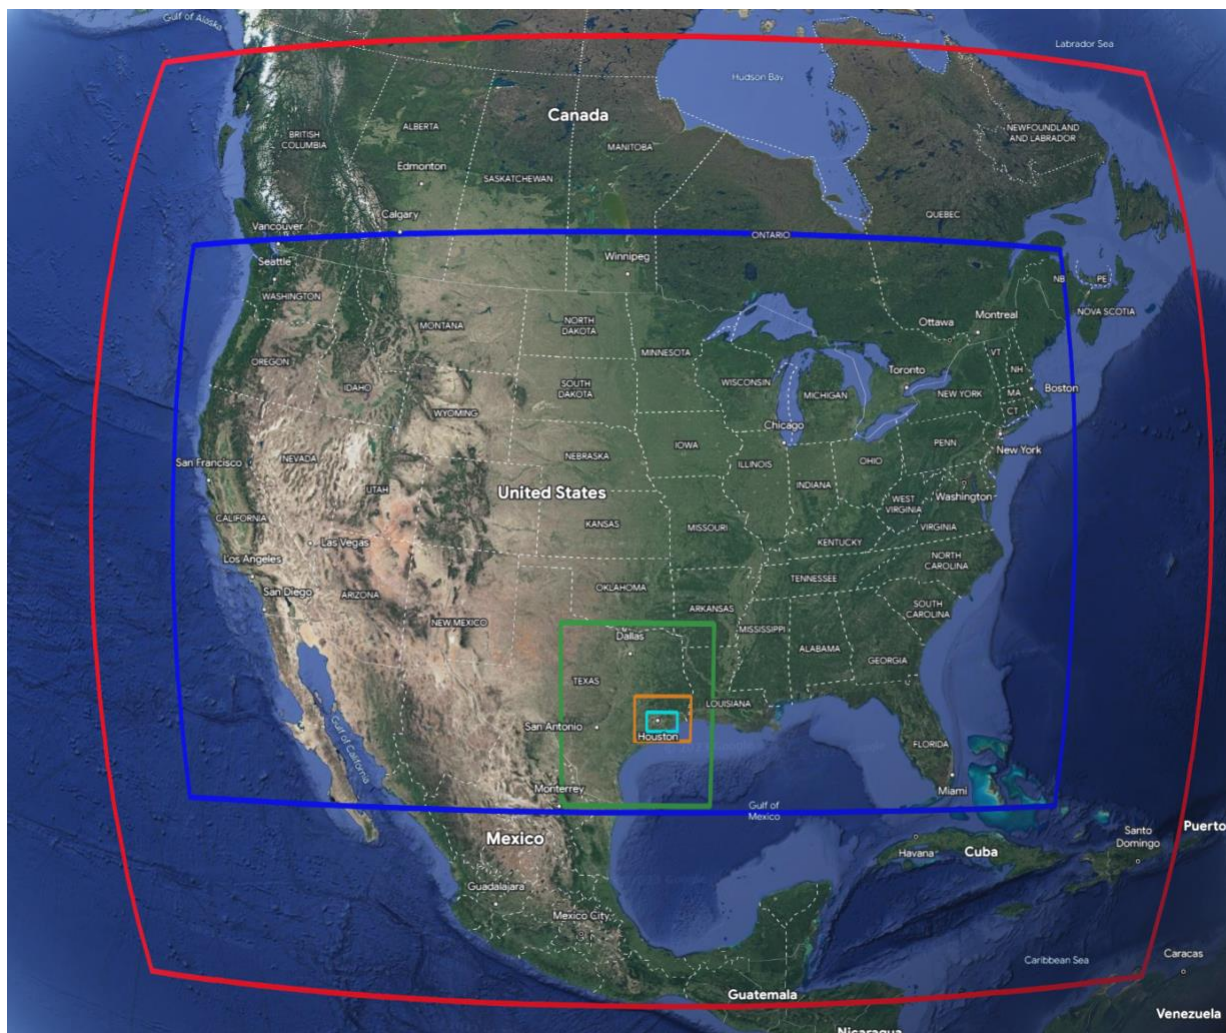 Gulf of Alaska
Labrador Sea
Hudson Bay
Canada
BRITISH
COLUMBIA
ALBERTA
MANITOBA
NEWFOUNDLAND
AND LABRADOR
Edmonton
SASKATCHEWAN
Calgary
QUEBEC
Vancouver
ONTARIO
Seattle
Winnipeg
NB
PE
WASHINGTON
NOVA SCOTIA
MONTANA
NORTH
DAKOTA
Ottawa
Montreal
OREGON
MINNESOTA
VT
IDAHO
SOUTH
DAKOTA
WISCONSIN
Toronto
NH
MICHIGAN
NEW YORK
MA
Boston
WYOMING
CT
Chicago
IOWA
PENN
San Francisco
NEVADA
NEBRASKA
ILLINOIS
OHIO
New York
UTAH
United States
INDIANA
Washington
WEST
VIRGINIA
CALIFORNIA
KANSAS
MISSOURI
VIRGINIA
Las Vegas
KENTUCKY
Los Angeles
NORTH
CAROLINA
San Diego
ARIZONA
OKLAHOMA
TENNESSEE
ARKANSAS
SOUTH
CAROLINA
NEW MEXICO
MISSISSIPPI
Dallas
ALABAMA
GEORGIA
TEXAS
LOUISIANA
San Antonio
Houston
Gulf of California
FLORIDA
Monterrey
Miami
Gulf of
Mexico
Mexico
Havana
Cuba
Santo
Domingo
Puerto
Guadalajara
Mexico City
Caribbean Sea
Caracas
Guatemala
Venezuela
Nicaragua